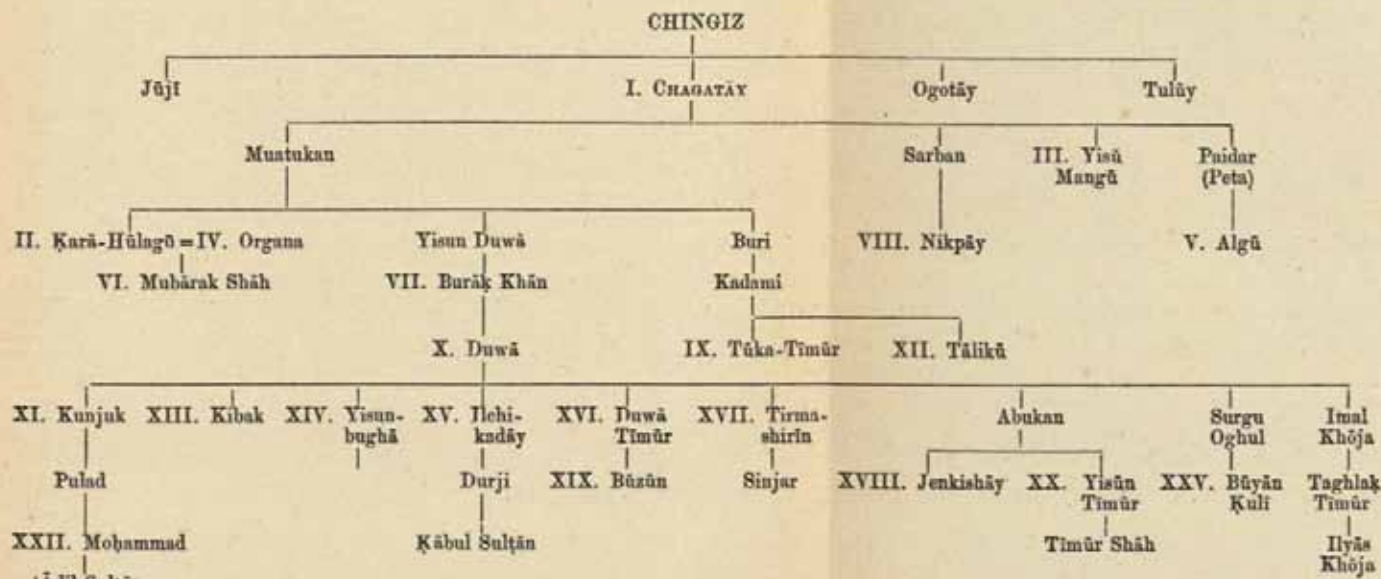 CHINGIZ
Jūjī I. CHAGATĀY Ogotāy Tulūy
Muatukan Sarban III. Yisū Mangū Paidar (Peta)
II. Ḳarā-Hūlagū = IV. Organa Yisun Duwā Buri VIII. Nikpāy V. Algū
VI. Mubārak Shāh VII. Burāḳ Khān Kadami
X. Duwā IX. Tūka-Tīmūr XII. Tālikū
XI. Kunjuk XIII. Kibak XIV. Yisun-bughā XV. Ilchi-kadāy XVI. Duwā Tīmūr XVII. Tirma-shirīn Abukan Surgu Oghul Imal Khōja
Pulad Durji XIX. Būzūn Sinjar XVIII. Jenkishāy XX. Yisūn Tīmūr XXV. Būyān Ḳulī Taghlaḳ Tīmūr
XXII. Moḥammad Ḳābul Sulṭān Tīmūr Shāh Ilyās Khōja